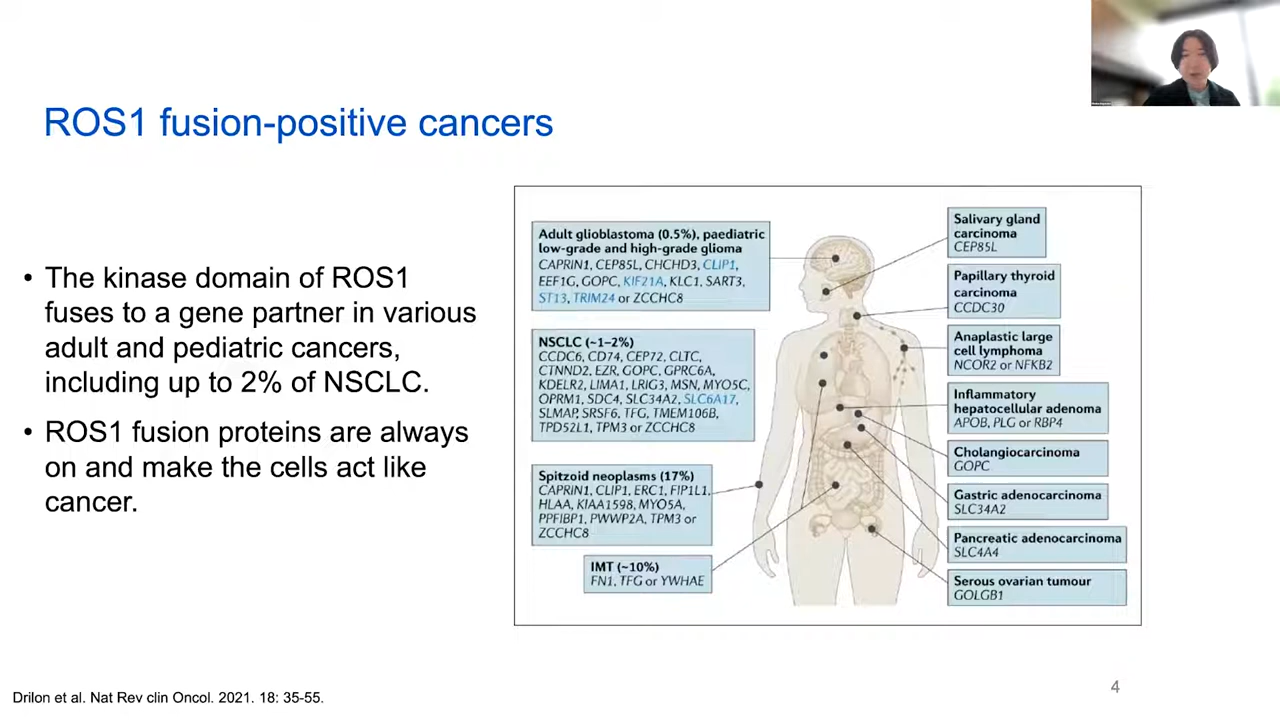 ROS1 fusion-positive cancers
• The kinase domain of ROS1
fuses to a gene partner in various
adult and pediatric cancers,
including up to 2% of NSCLC.
• ROS1 fusion proteins are always
on and make the cells act like
cancer.
Adult glioblastoma (0.5%), paediatric
low-grade and high-grade glioma
CAPRIN1, CEP85L, CHCHD3, CLIP1,
EEF1G, GOPC, KIF21A, KLC1, SART3,
ST13, TRIM24 or ZCCHC8
NSCLC (~1–2%)
CCDC6, CD74, CEP72, CLTC,
CTNND2, EZR, GOPC, GPRC6A,
KDELR2, LIMA1, LRIG3, MSN, MYO5C,
OPRM1, SDC4, SLC34A2, SLC6A17,
SLMAP, SRSF6, TFG, TMEM106B,
TPD52L1, TPM3 or ZCCHC8
Spitzoid neoplasms (17%)
CAPRIN1, CLIP1, ERC1, FIP1L1,
HLAA, KIAA1598, MYO5A,
PPFIBP1, PWWP2A, TPM3 or
ZCCHC8
IMT (~10%)
FN1, TFG or YWHAE
Salivary gland
carcinoma
CEP85L
Papillary thyroid
carcinoma
CCDC30
Anaplastic large
cell lymphoma
NCOR2 or NFKB2
Inflammatory
hepatocellular adenoma
APOB, PLG or RBP4
Cholangiocarcinoma
GOPC
Gastric adenocarcinoma
SLC34A2
Pancreatic adenocarcinoma
SLC4A4
Serous ovarian tumour
GOLGB1
Drilon et al. Nat Rev clin Oncol. 2021. 18: 35-55.
4